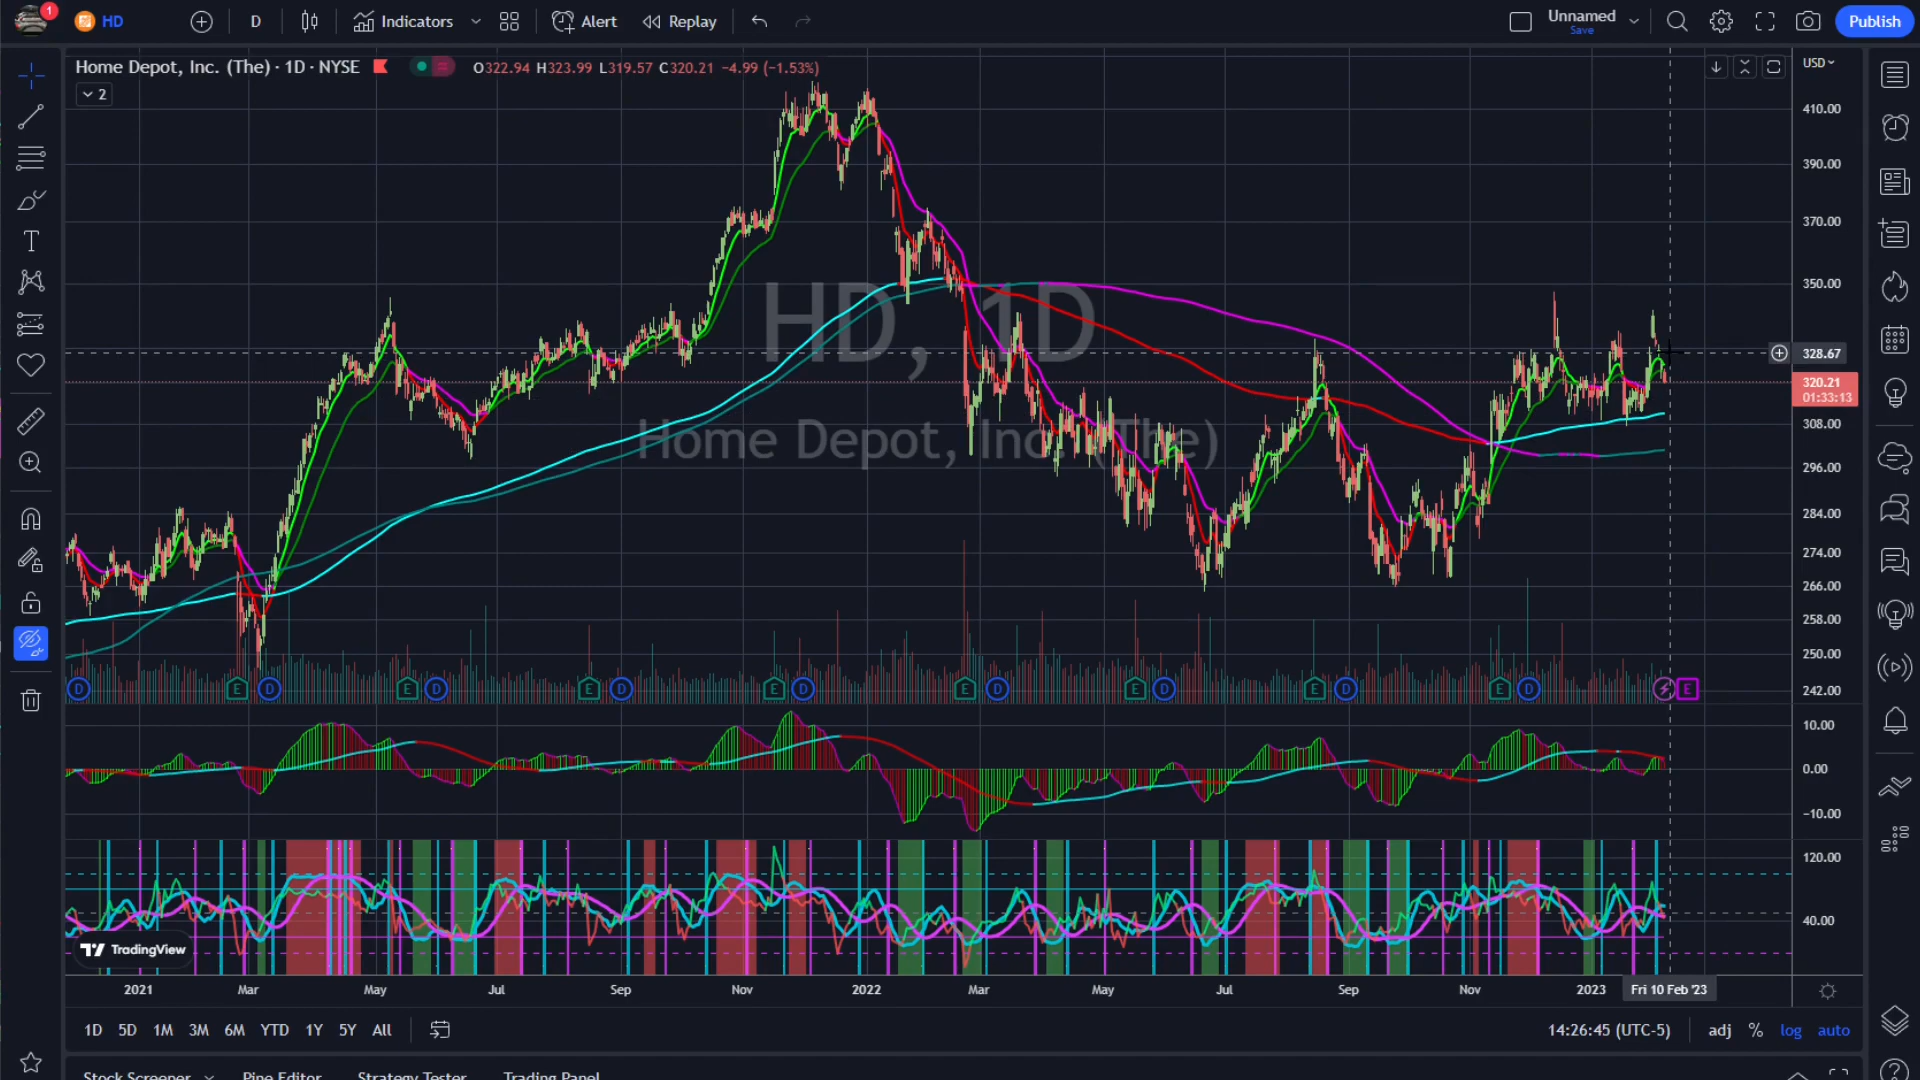 1
HD
D
Indicators
Alert
Replay
Unnamed
Save
Publish
Home Depot, Inc. (The) · 1D · NYSE
O322.94 H323.99 L319.57 C320.21 −4.99 (−1.53%)
2
USD
HD, 1D
Home Depot, Inc. (The)
410.00
390.00
370.00
350.00
328.67
320.21
01:33:13
308.00
296.00
284.00
274.00
266.00
258.00
250.00
242.00
D E D E D E D E D E D E D E D E D E
10.00
0.00
−10.00
120.00
40.00
TradingView
2021 Mar May Jul Sep Nov 2022 Mar May Jul Sep Nov 2023 Fri 10 Feb '23
1D 5D 1M 3M 6M YTD 1Y 5Y All
14:26:45 (UTC-5) adj % log auto
Stock Screener Pine Editor Strategy Tester Trading Panel